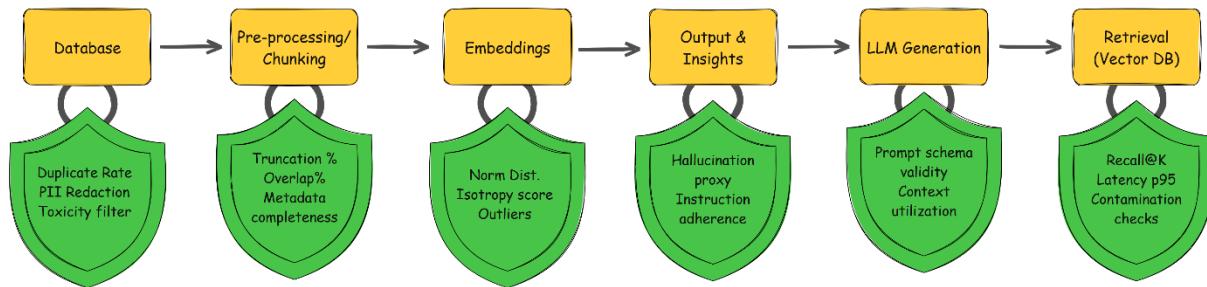 Database
Pre-processing/
Chunking
Embeddings
Output &
Insights
LLM Generation
Retrieval
(Vector DB)
Duplicate Rate
PII Redaction
Toxicity filter
Truncation %
Overlap%
Metadata
completeness
Norm Dist.
Isotropy score
Outliers
Hallucination
proxy
Instruction
adherence
Prompt schema
validity
Context
utilization
Recall@K
Latency p95
Contamination
checks